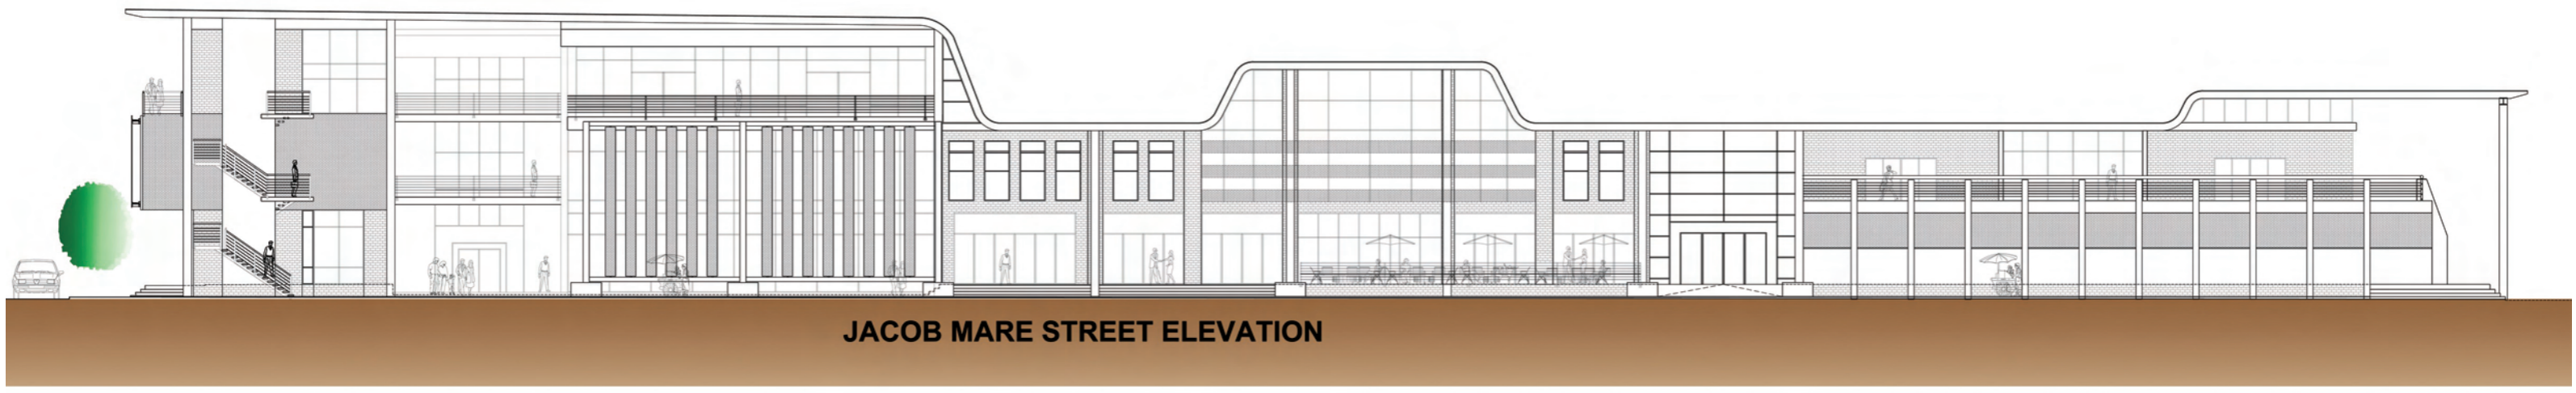 JACOB MARE STREET ELEVATION